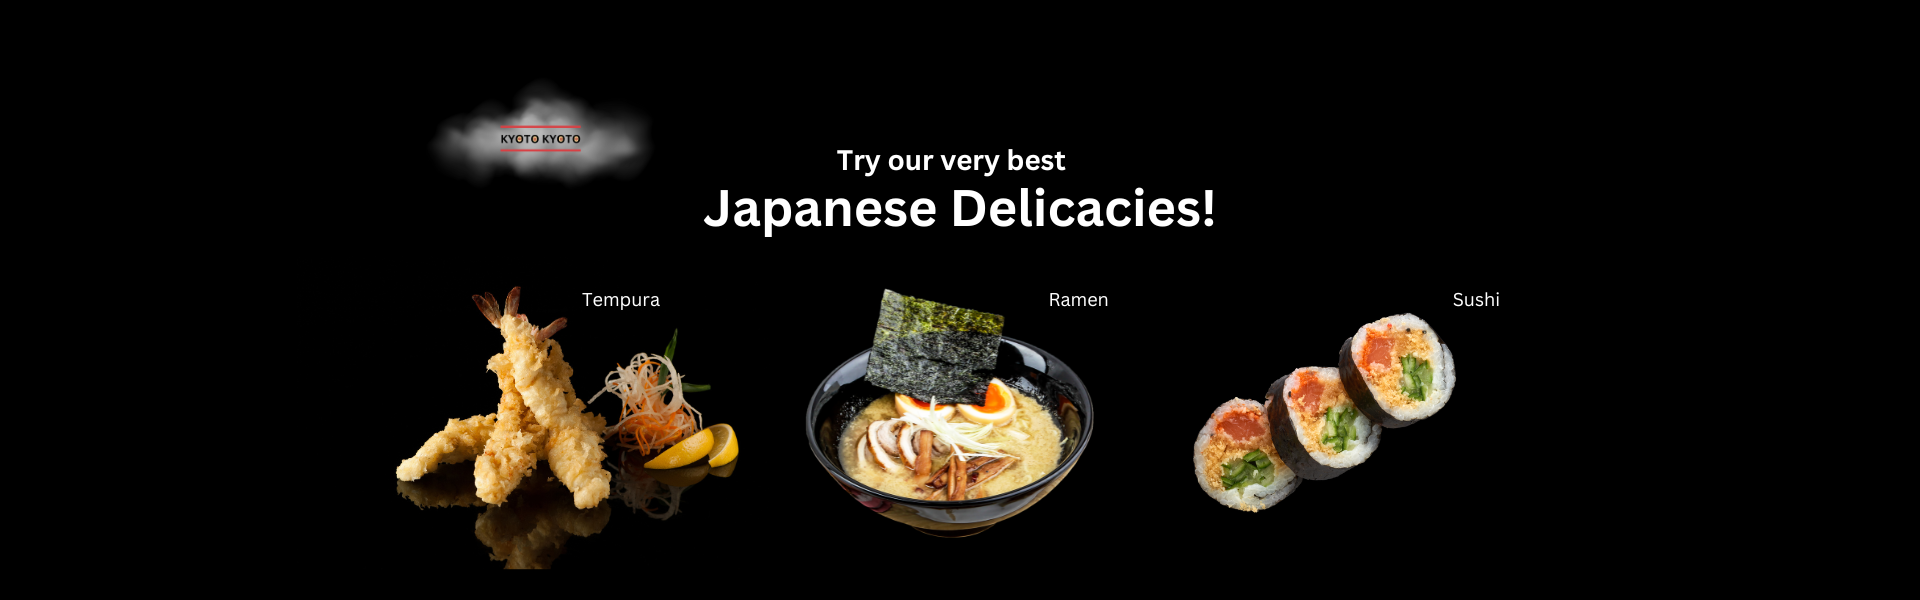 KYOTO KYOTO
Try our very best
Japanese Delicacies!
Tempura
Ramen
Sushi